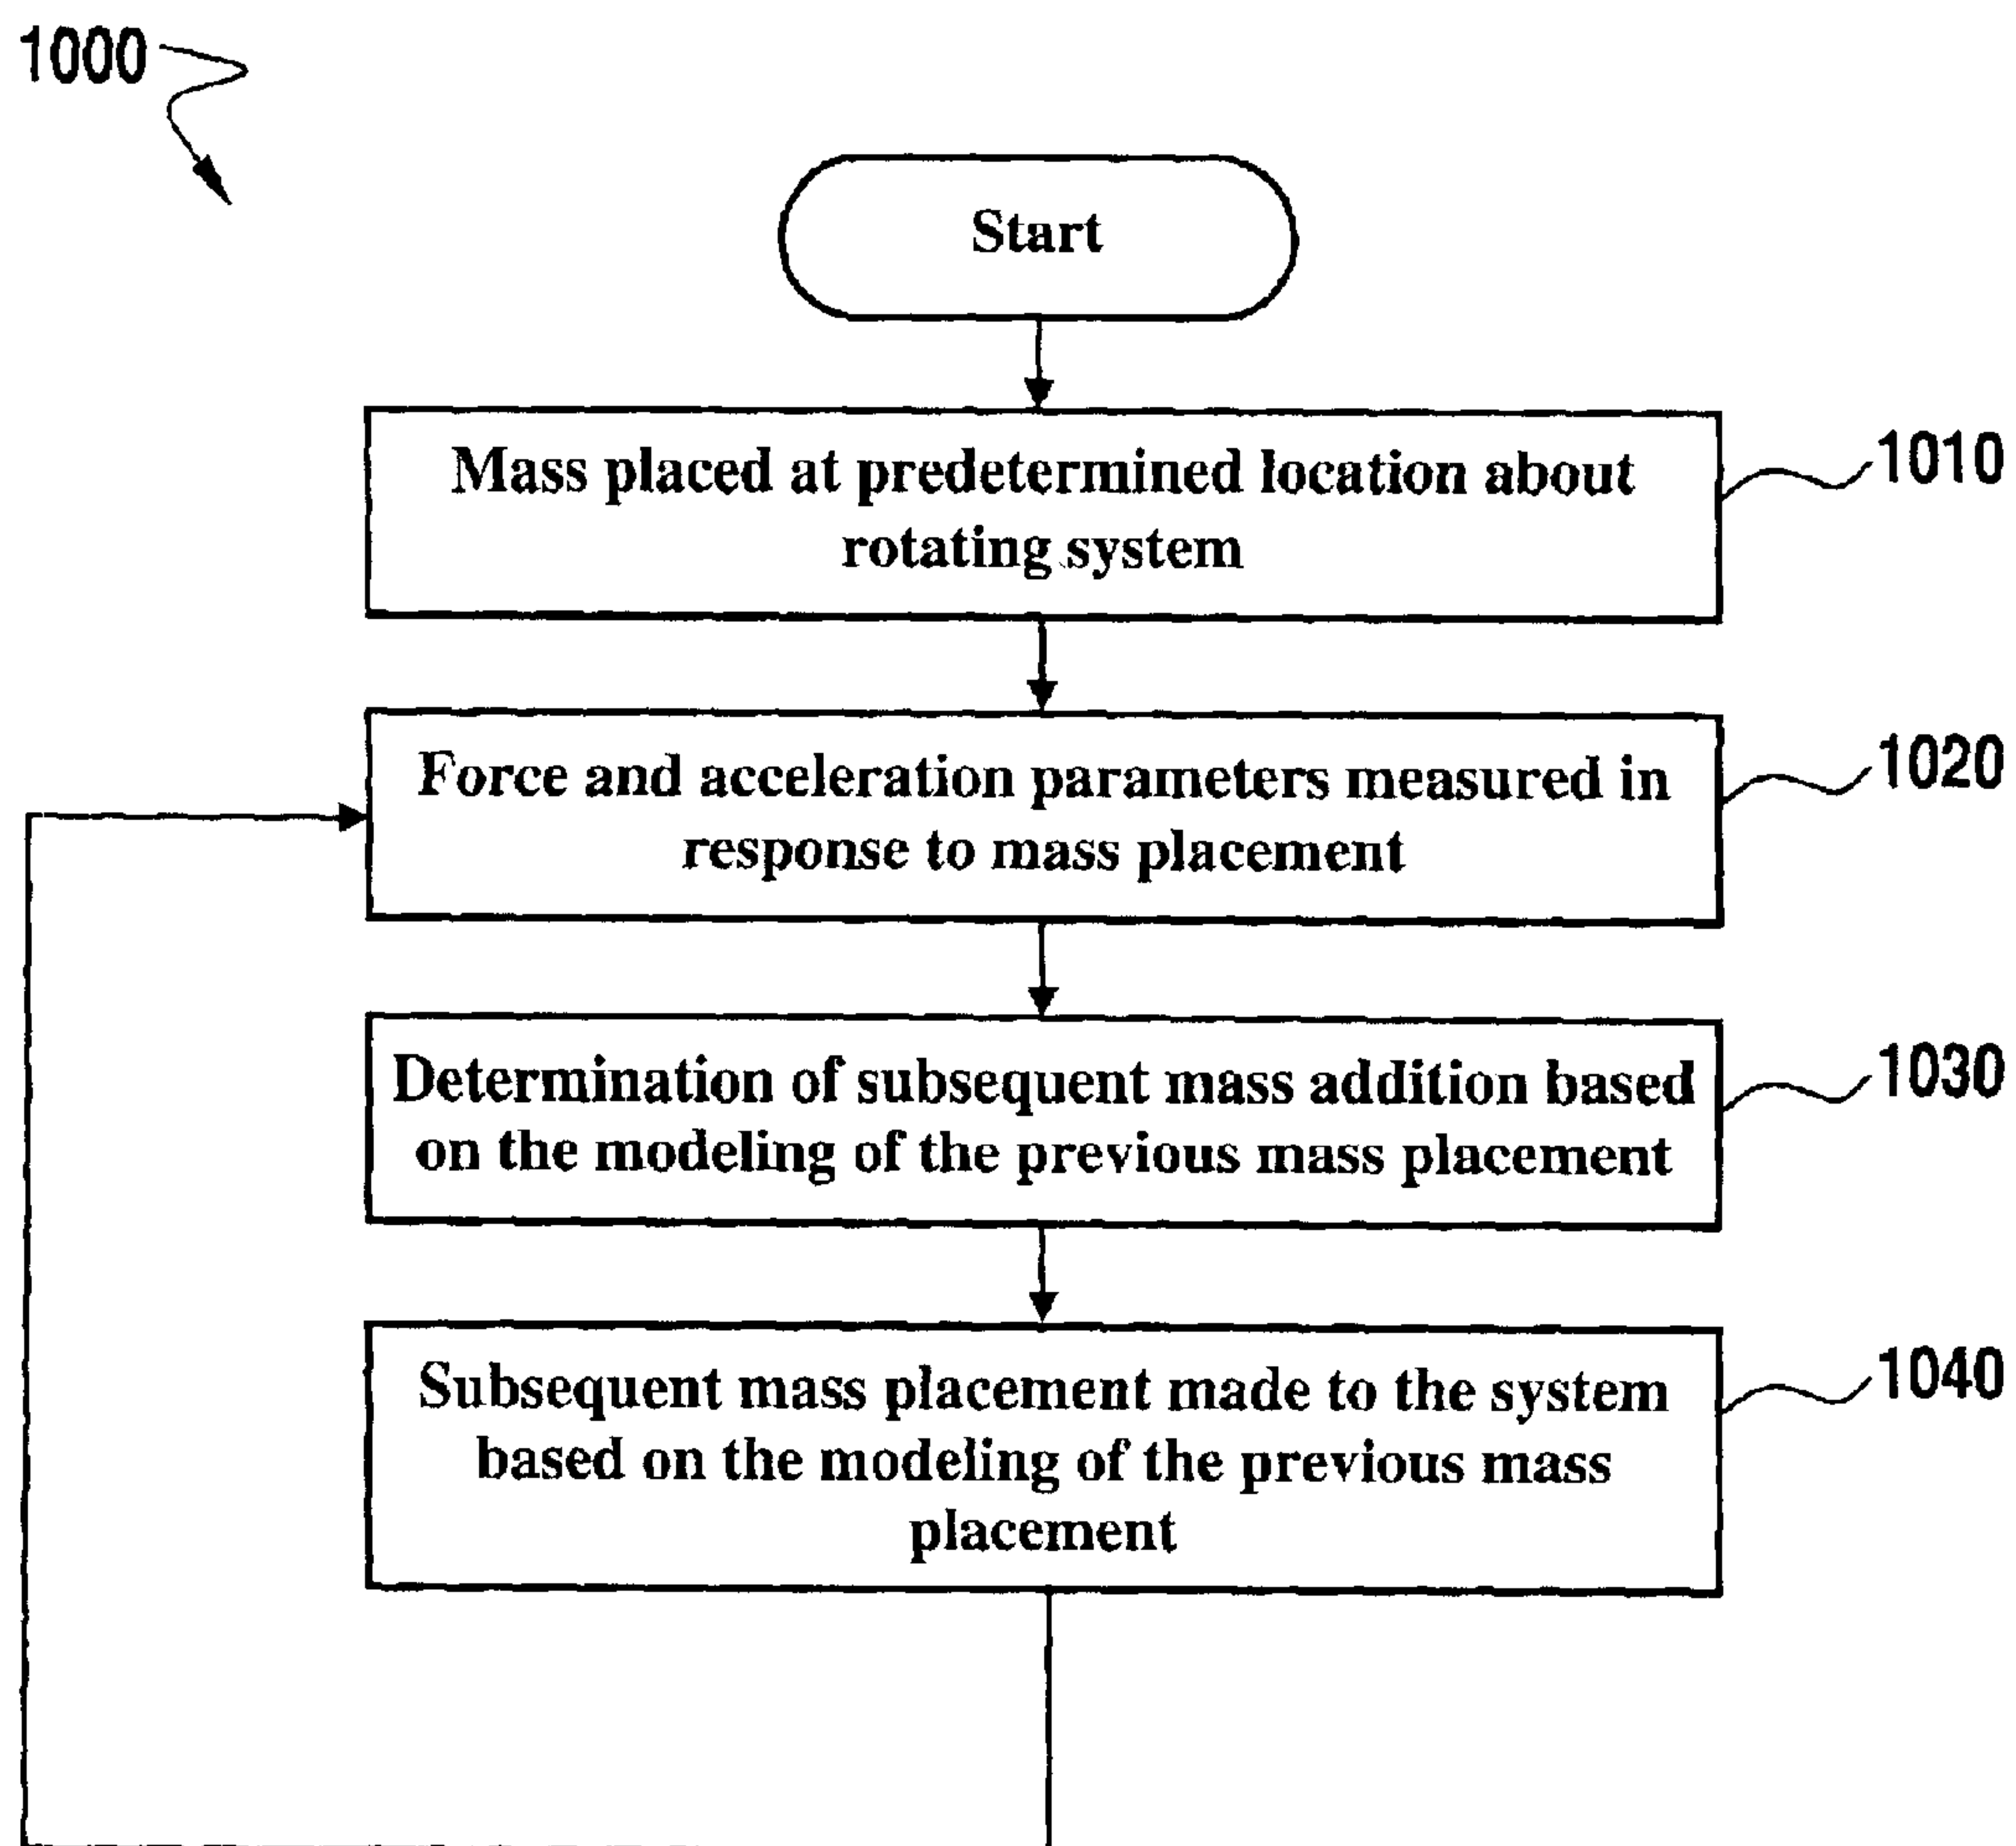 1000
Start
Mass placed at predetermined location about
rotating system
1010
Force and acceleration parameters measured in
response to mass placement
1020
Determination of subsequent mass addition based
on the modeling of the previous mass placement
1030
Subsequent mass placement made to the system
based on the modeling of the previous mass
placement
1040